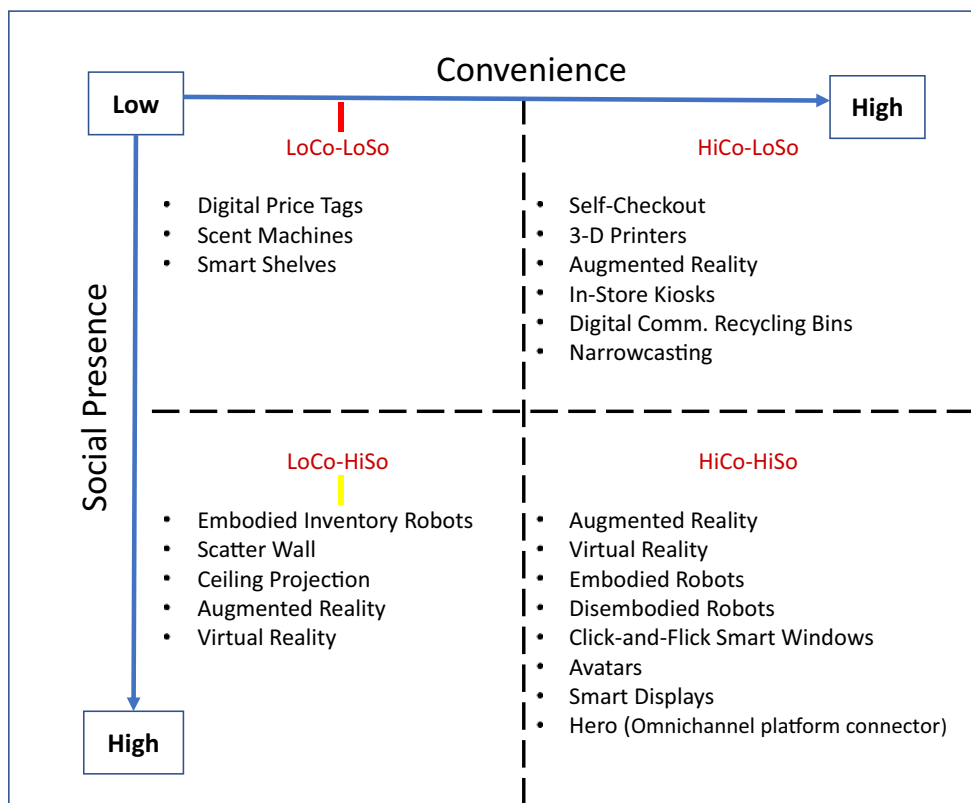 Convenience
Low
High
LoCo-LoSo
• Digital Price Tags
• Scent Machines
• Smart Shelves
HiCo-LoSo
• Self-Checkout
• 3-D Printers
• Augmented Reality
• In-Store Kiosks
• Digital Comm. Recycling Bins
• Narrowcasting
Social Presence
LoCo-HiSo
• Embodied Inventory Robots
• Scatter Wall
• Ceiling Projection
• Augmented Reality
• Virtual Reality
HiCo-HiSo
• Augmented Reality
• Virtual Reality
• Embodied Robots
• Disembodied Robots
• Click-and-Flick Smart Windows
• Avatars
• Smart Displays
• Hero (Omnichannel platform connector)
High